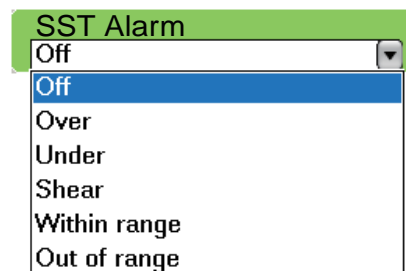 SST Alarm
Off
Off
Over
Under
Shear
Within range
Out of range